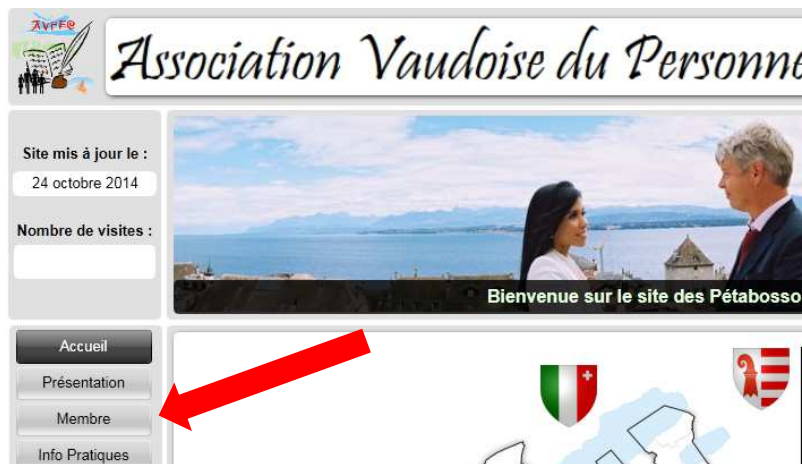 AVPFE@
Association Vaudoise du Personne
Site mis à jour le :
24 octobre 2014
Nombre de visites :
Bienvenue sur le site des Pétabosso
Accueil
Présentation
Membre
Info Pratiques